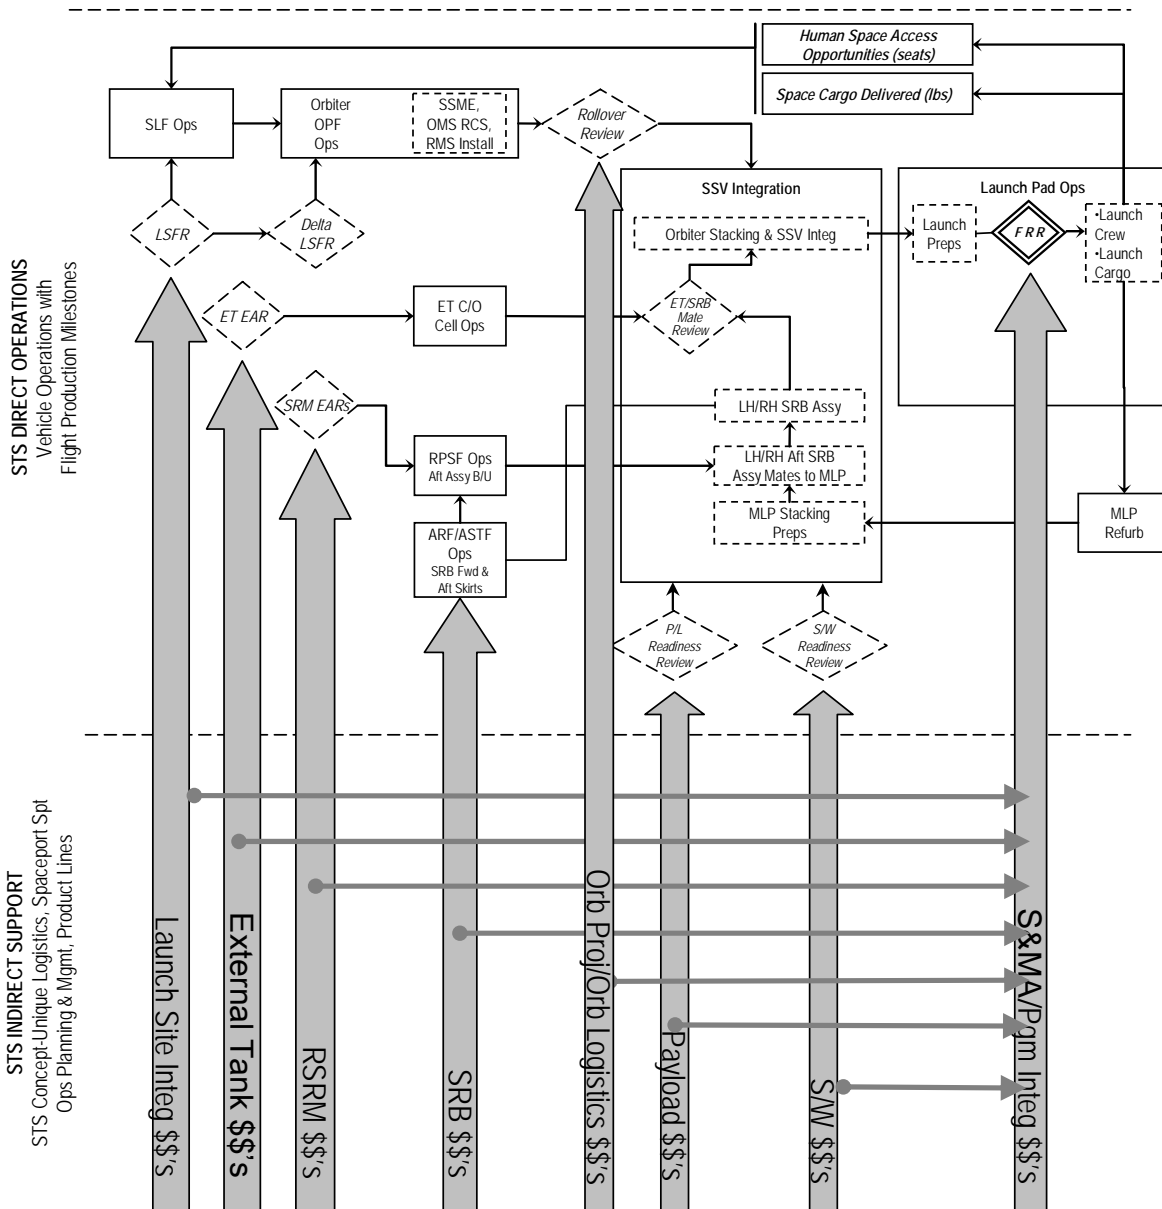 Human Space Access
Opportunities (seats)
Space Cargo Delivered (lbs)
SLF Ops
Orbiter
OPF
Ops
SSME,
OMS RCS,
RMS Install
Rollover
Review
LSFR
Delta
LSFR
SSV Integration
Orbiter Stacking & SSV Integ
Launch Pad Ops
Launch
Preps
FRR
•Launch
Crew
•Launch
Cargo
STS DIRECT OPERATIONS
Vehicle Operations with
Flight Production Milestones
ET EAR
ET C/O
Cell Ops
ET/SRB
Mate
Review
SRM EARs
LH/RH SRB Assy
RPSF Ops
Aft Assy B/U
LH/RH Aft SRB
Assy Mates to MLP
MLP Stacking
Preps
MLP
Refurb
ARF/ASTF
Ops
SRB Fwd &
Aft Skirts
P/L
Readiness
Review
S/W
Readiness
Review
STS INDIRECT SUPPORT
STS Concept-Unique Logistics, Spaceport Spt
Ops Planning & Mgmt, Product Lines
Launch Site Integ $$'s
External Tank $$'s
RSRM $$'s
SRB $$'s
Orb Proj/Orb Logistics $$'s
Payload $$'s
S/W $$'s
S&MA/Pgm Integ $$'s